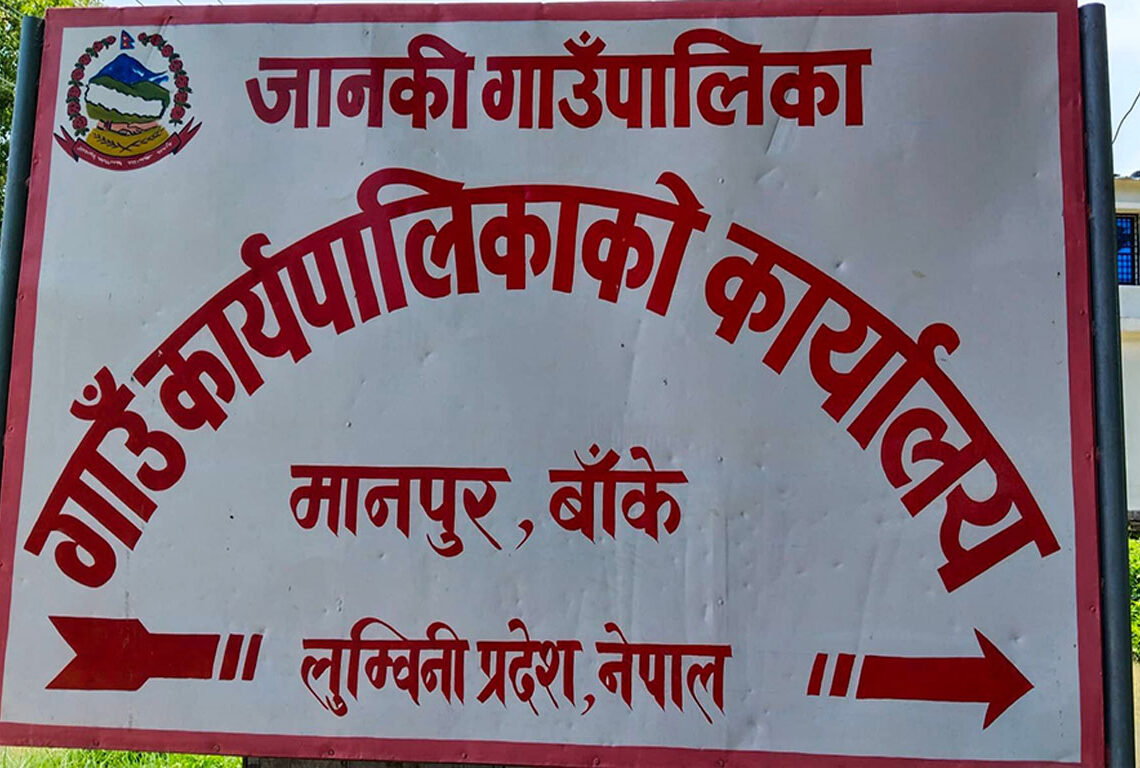 जानकी गाउँपालिका
गाउँ कार्यपालिकाको कार्यालय
मानपुर, बाँके
लुम्विनी प्रदेश, नेपाल